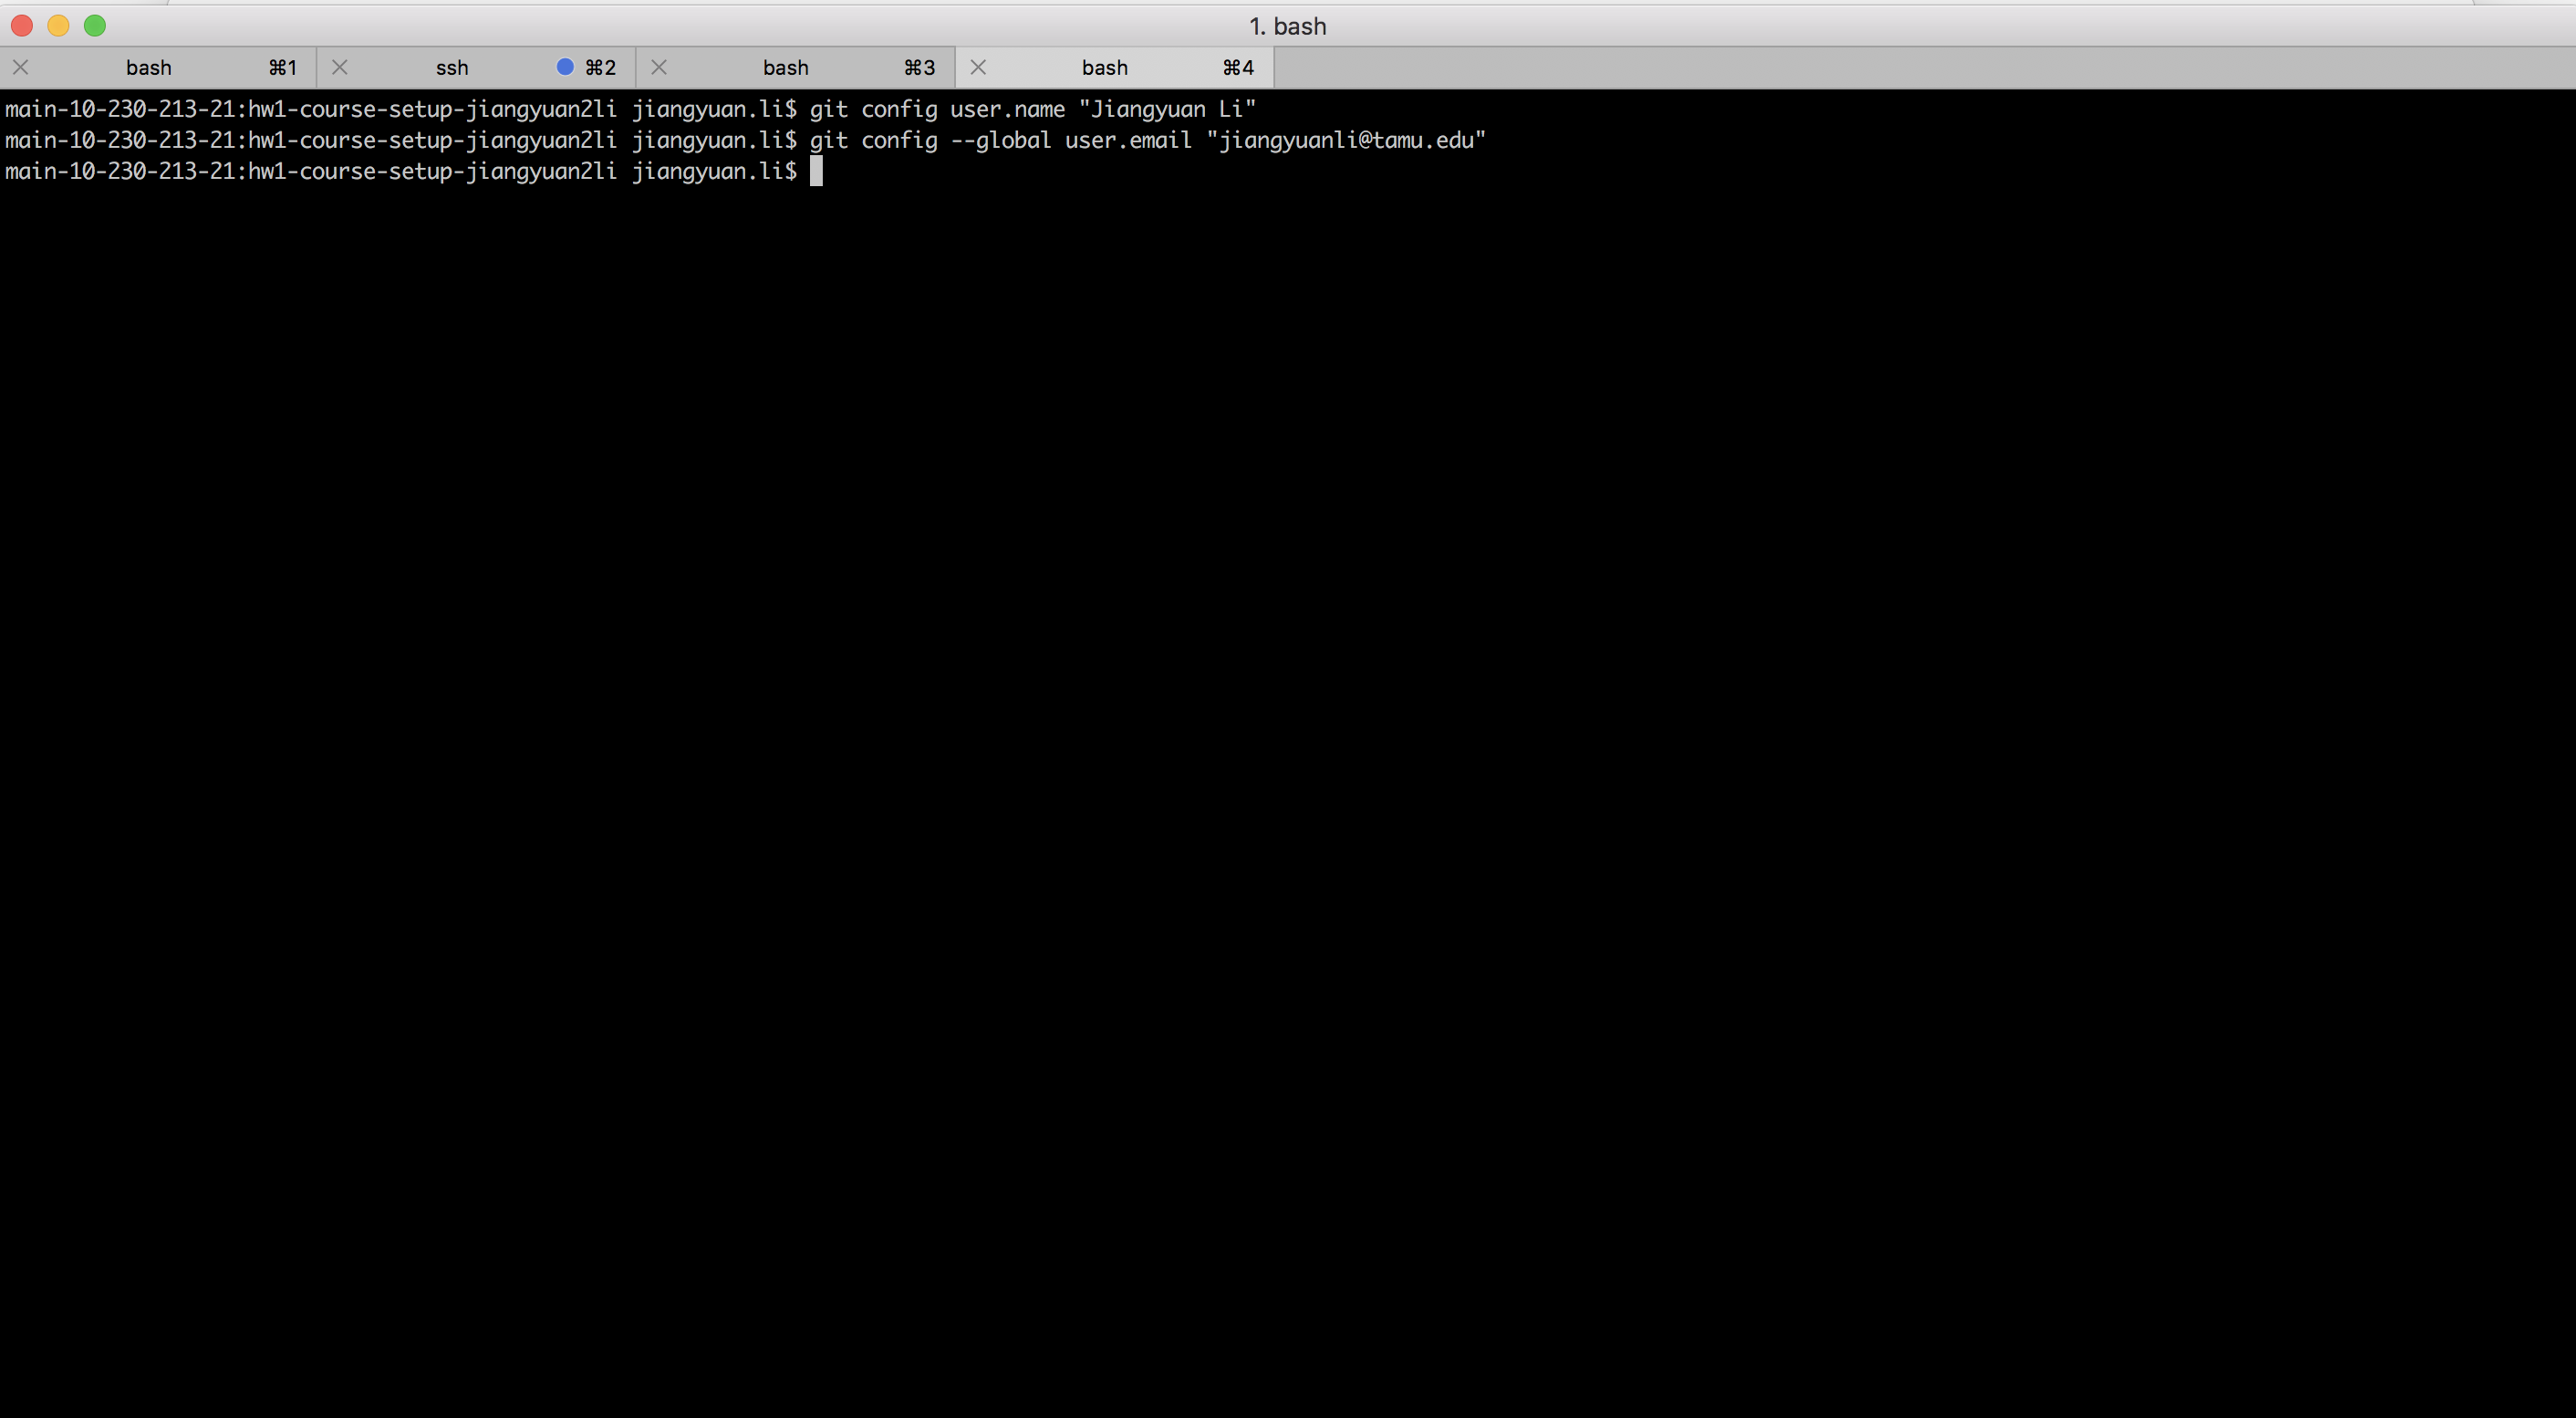 1. bash
bash ⌘1 ssh ⌘2 bash ⌘3 bash ⌘4
main-10-230-213-21:hw1-course-setup-jiangyuan2li jiangyuan.li$ git config user.name "Jiangyuan Li"
main-10-230-213-21:hw1-course-setup-jiangyuan2li jiangyuan.li$ git config --global user.email "jiangyuanli@tamu.edu"
main-10-230-213-21:hw1-course-setup-jiangyuan2li jiangyuan.li$